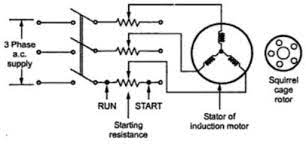 3 Phase
a.c.
supply
RUN
START
Starting
resistance
Stator of
induction motor
Squirrel
cage
rotor